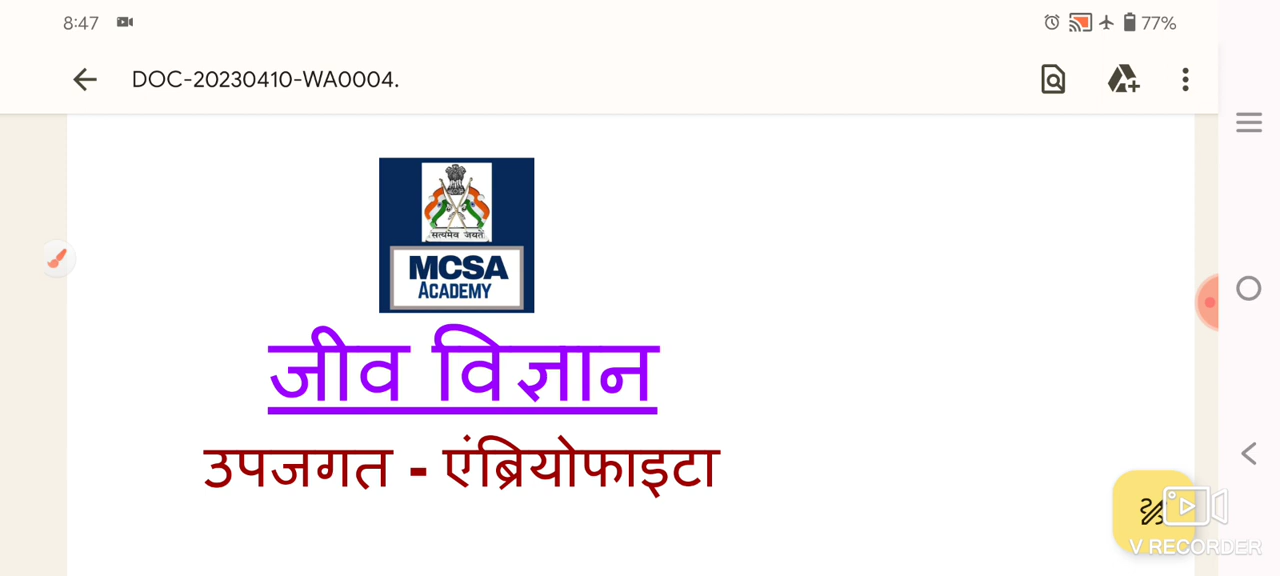 8:47
77%
DOC-20230410-WA0004.
सत्यमेव जयते
MCSA
ACADEMY
जीव विज्ञान
उपजगत - एंब्रियोफाइटा
V RECORDER